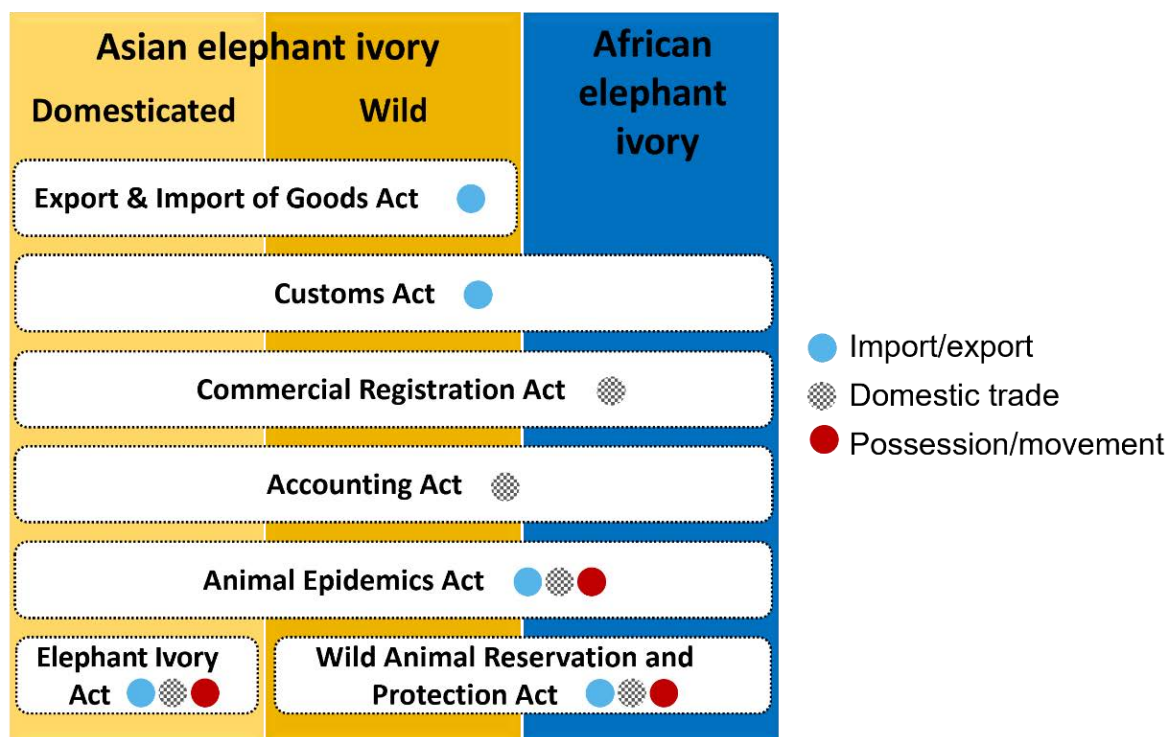 Asian elephant ivory
Domesticated
Wild
African
elephant
ivory
Export & Import of Goods Act
Customs Act
Commercial Registration Act
Accounting Act
Animal Epidemics Act
Elephant Ivory
Act
Wild Animal Reservation and
Protection Act
Import/export
Domestic trade
Possession/movement